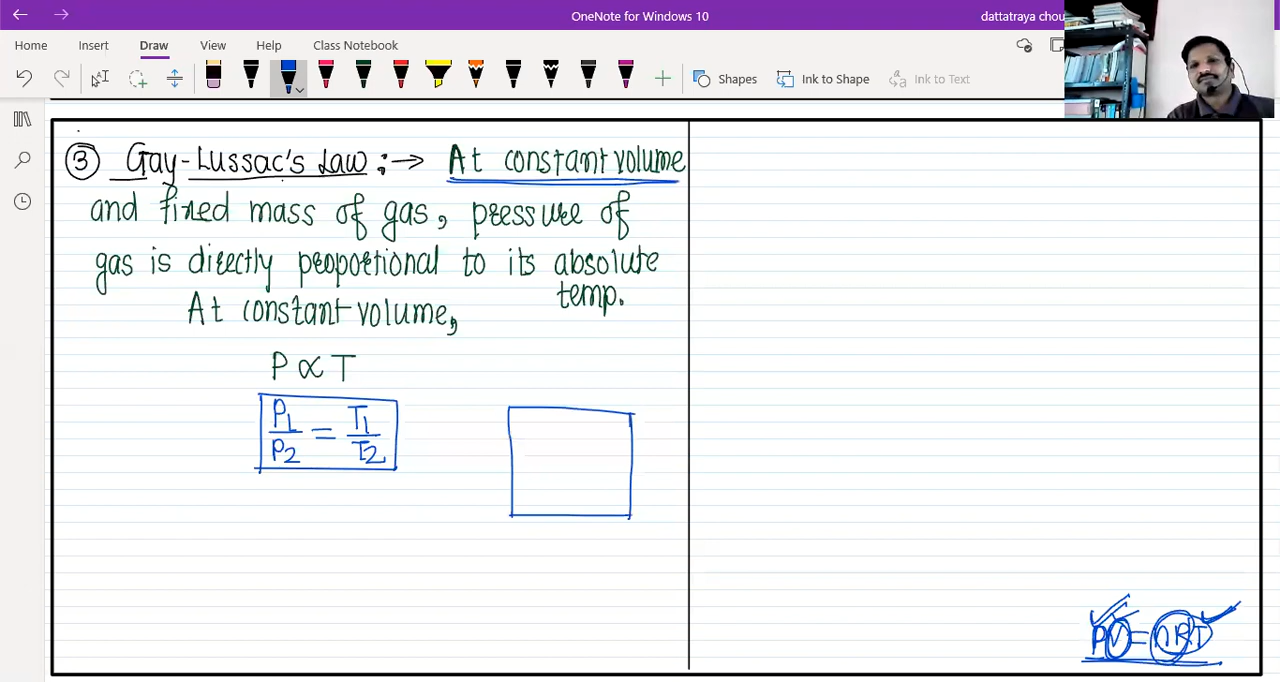 OneNote for Windows 10
dattatraya chou
Home Insert Draw View Help Class Notebook
Shapes Ink to Shape Ink to Text
③ Gay-Lussac's Law :→ At constant volume
and fixed mass of gas, pressure of
gas is directly proportional to its absolute
temp.
At constant volume,
P ∝ T
P1/P2 = T1/T2
PV=nRT